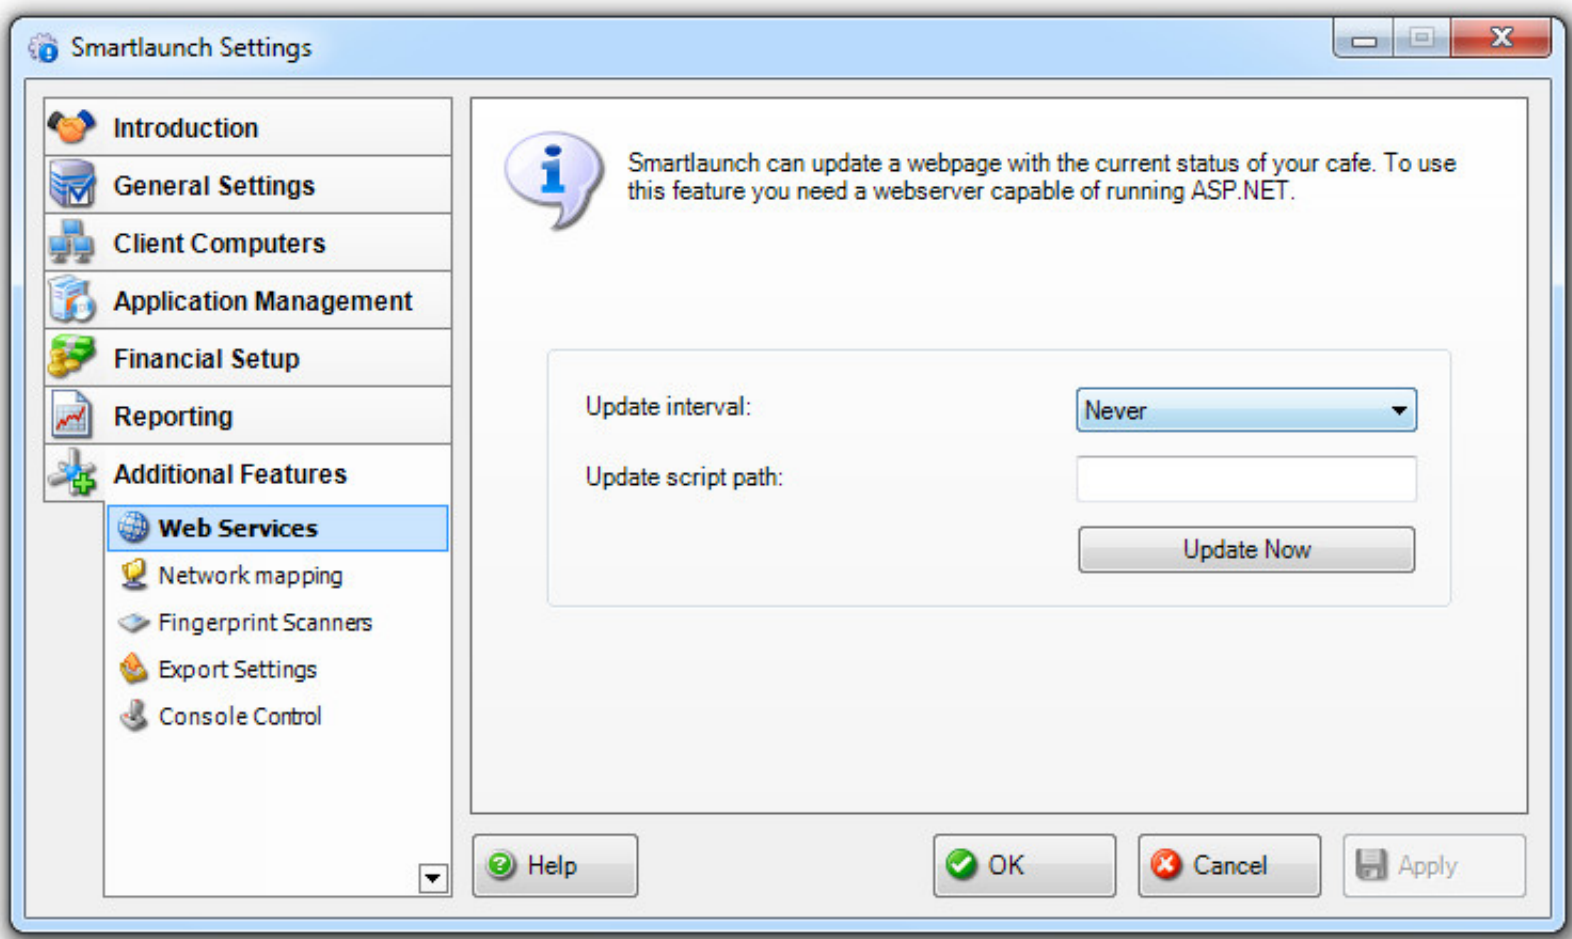 Smartlaunch Settings
Introduction
General Settings
Client Computers
Application Management
Financial Setup
Reporting
Additional Features
Web Services
Network mapping
Fingerprint Scanners
Export Settings
Console Control
Smartlaunch can update a webpage with the current status of your cafe. To use
this feature you need a webserver capable of running ASP.NET.
Update interval:
Never
Update script path:
Update Now
Help
OK
Cancel
Apply